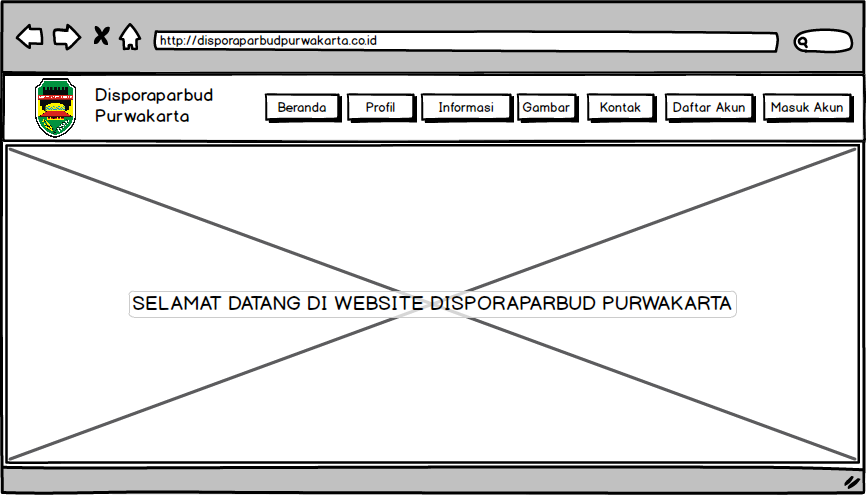 http://disporaparbudpurwakarta.co.id
Disporaparbud
Purwakarta
Beranda
Profil
Informasi
Gambar
Kontak
Daftar Akun
Masuk Akun
SELAMAT DATANG DI WEBSITE DISPORAPARBUD PURWAKARTA